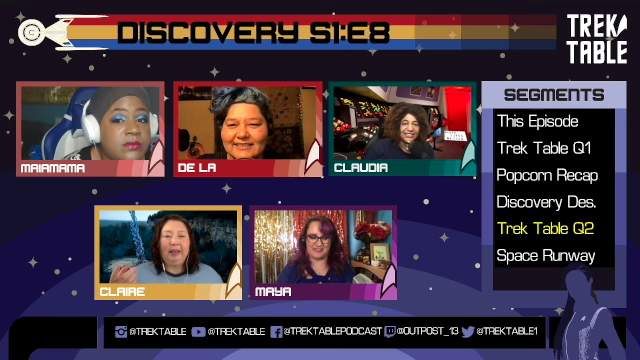 DISCOVERY S1:E8
TREK
TABLE
MAIAMAMA
DE LA
CLAUDIA
CLAIRE
MAYA
SEGMENTS
This Episode
Trek Table Q1
Popcorn Recap
Discovery Des.
Trek Table Q2
Space Runway
@TREKTABLE
@TREKTABLE
@TREKTABLEPODCAST
@OUTPOST_13
@TREKTABLE1